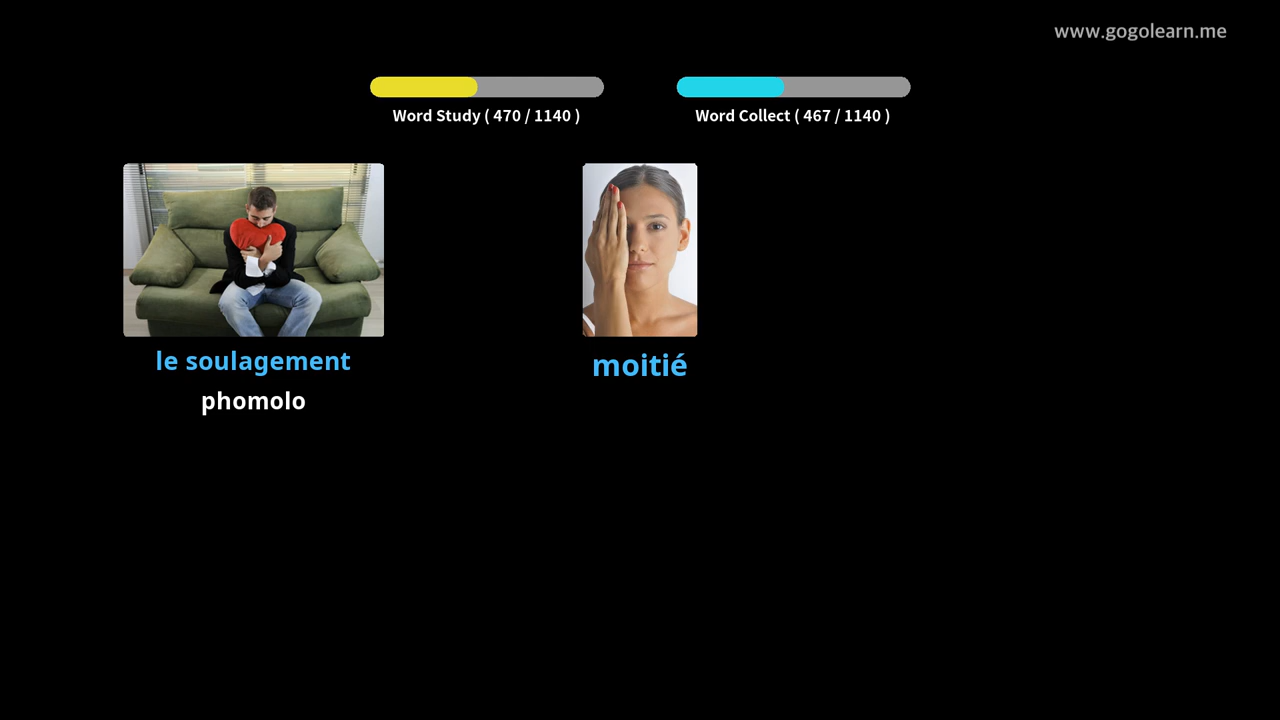 www.gogolearn.me
Word Study ( 470 / 1140 )
Word Collect ( 467 / 1140 )
le soulagement
phomolo
moitié